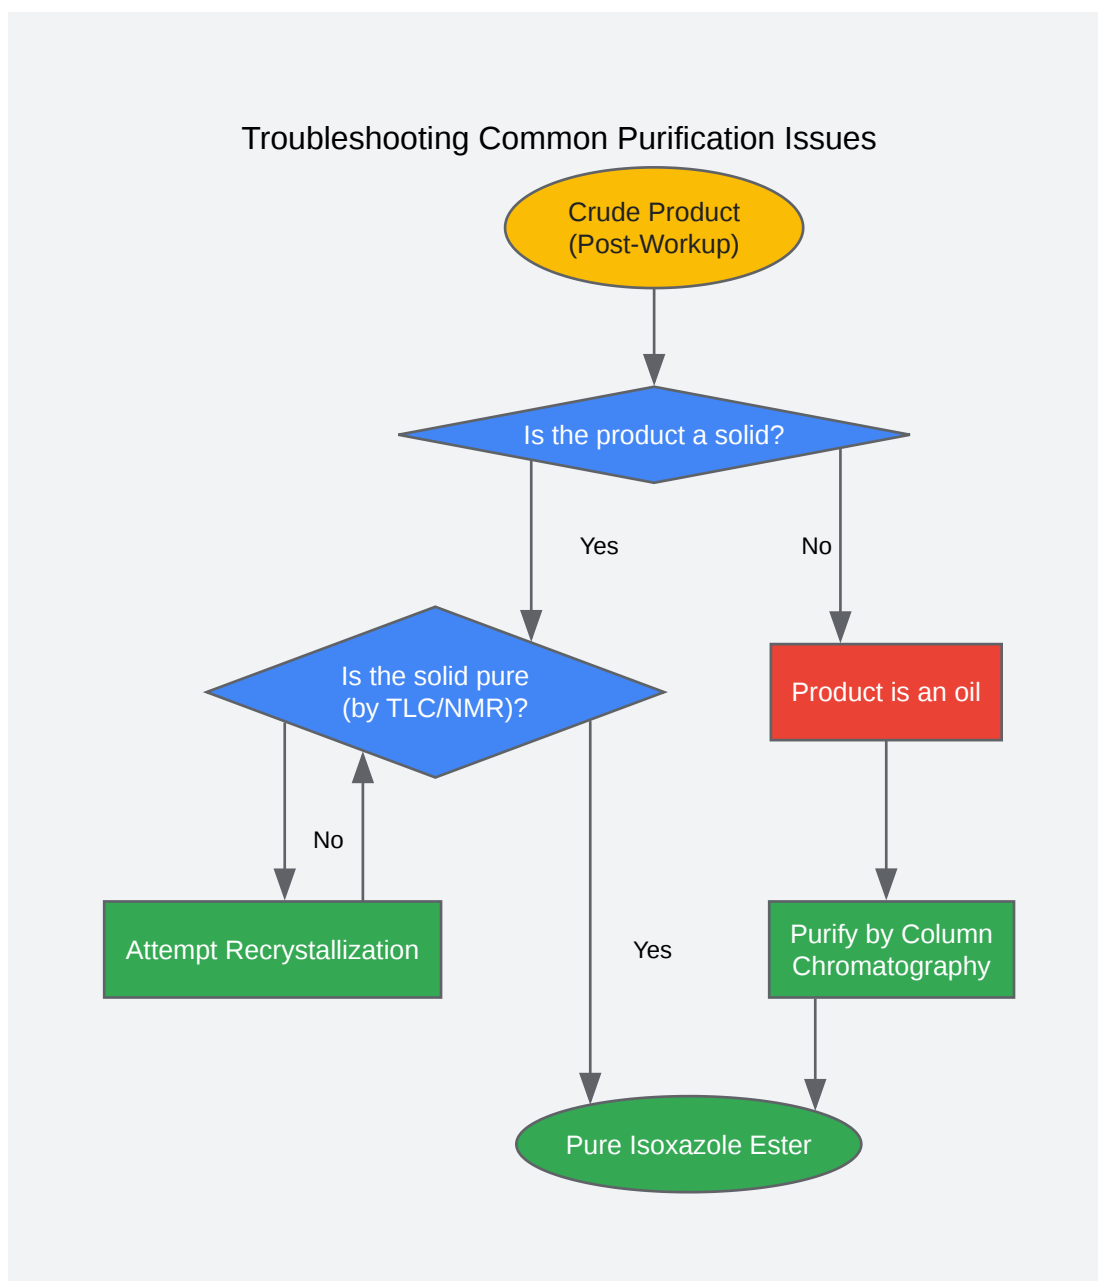 Troubleshooting Common Purification Issues
Crude Product
(Post-Workup)
Is the product a solid?
Yes
No
Is the solid pure
(by TLC/NMR)?
Product is an oil
No
Attempt Recrystallization
Yes
Purify by Column
Chromatography
Pure Isoxazole Ester